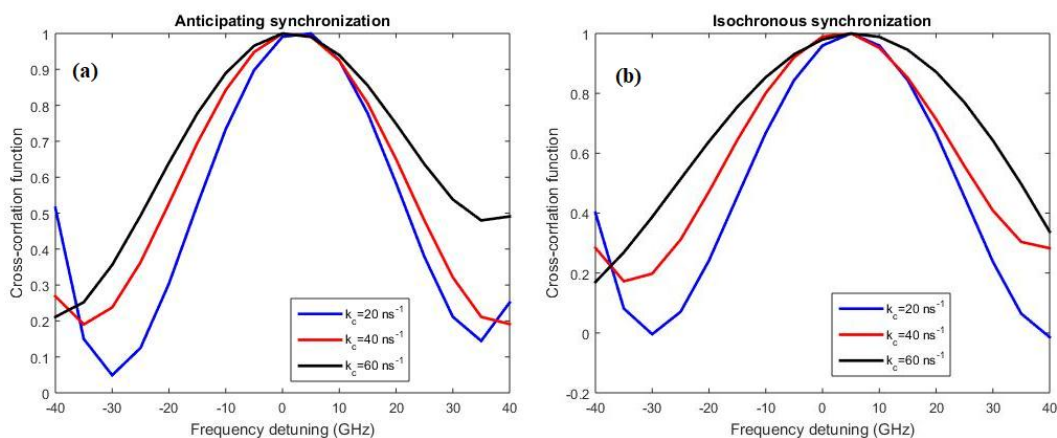 Anticipating synchronization
(a)
Cross-corrlation function
1
0.9
0.8
0.7
0.6
0.5
0.4
0.3
0.2
0.1
0
k_c=20 ns^-1
k_c=40 ns^-1
k_c=60 ns^-1
-40 -30 -20 -10 0 10 20 30 40
Frequency detuning (GHz)
Isochronous synchronization
(b)
Cross-corrlation function
1
0.8
0.6
0.4
0.2
0
-0.2
k_c=20 ns^-1
k_c=40 ns^-1
k_c=60 ns^-1
-40 -30 -20 -10 0 10 20 30 40
Frequency detuning (GHz)